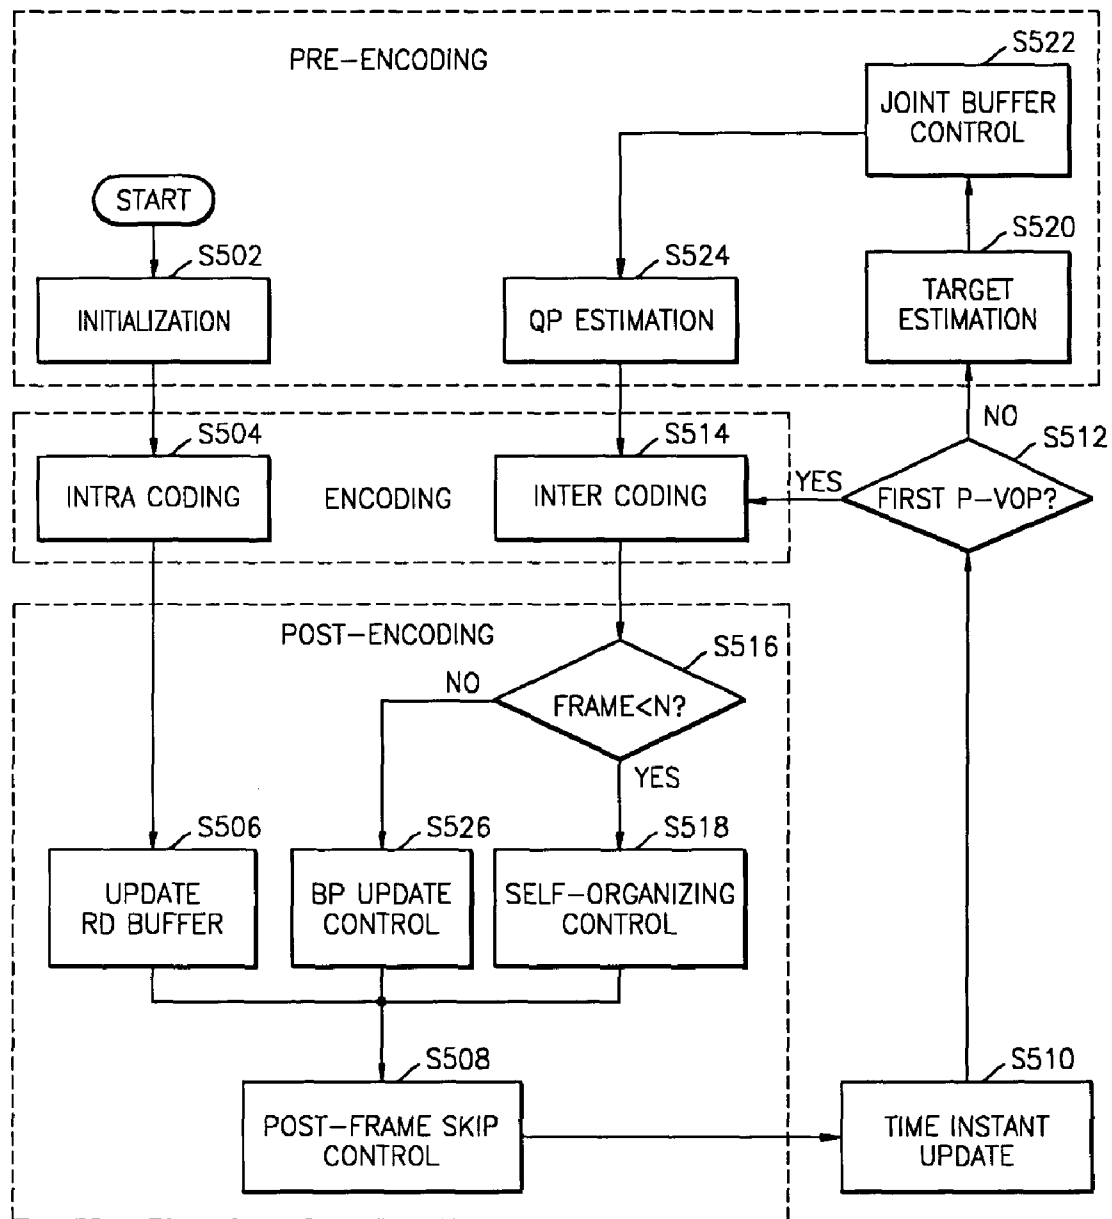 PRE-ENCODING
S522
JOINT BUFFER
CONTROL
START
S502
INITIALIZATION
S524
QP ESTIMATION
S520
TARGET
ESTIMATION
NO
S504
INTRA CODING
ENCODING
S514
INTER CODING
YES
S512
FIRST P-VOP?
POST-ENCODING
S516
NO
FRAME<N?
YES
S506
UPDATE
RD BUFFER
S526
BP UPDATE
CONTROL
S518
SELF-ORGANIZING
CONTROL
S508
POST-FRAME SKIP
CONTROL
S510
TIME INSTANT
UPDATE